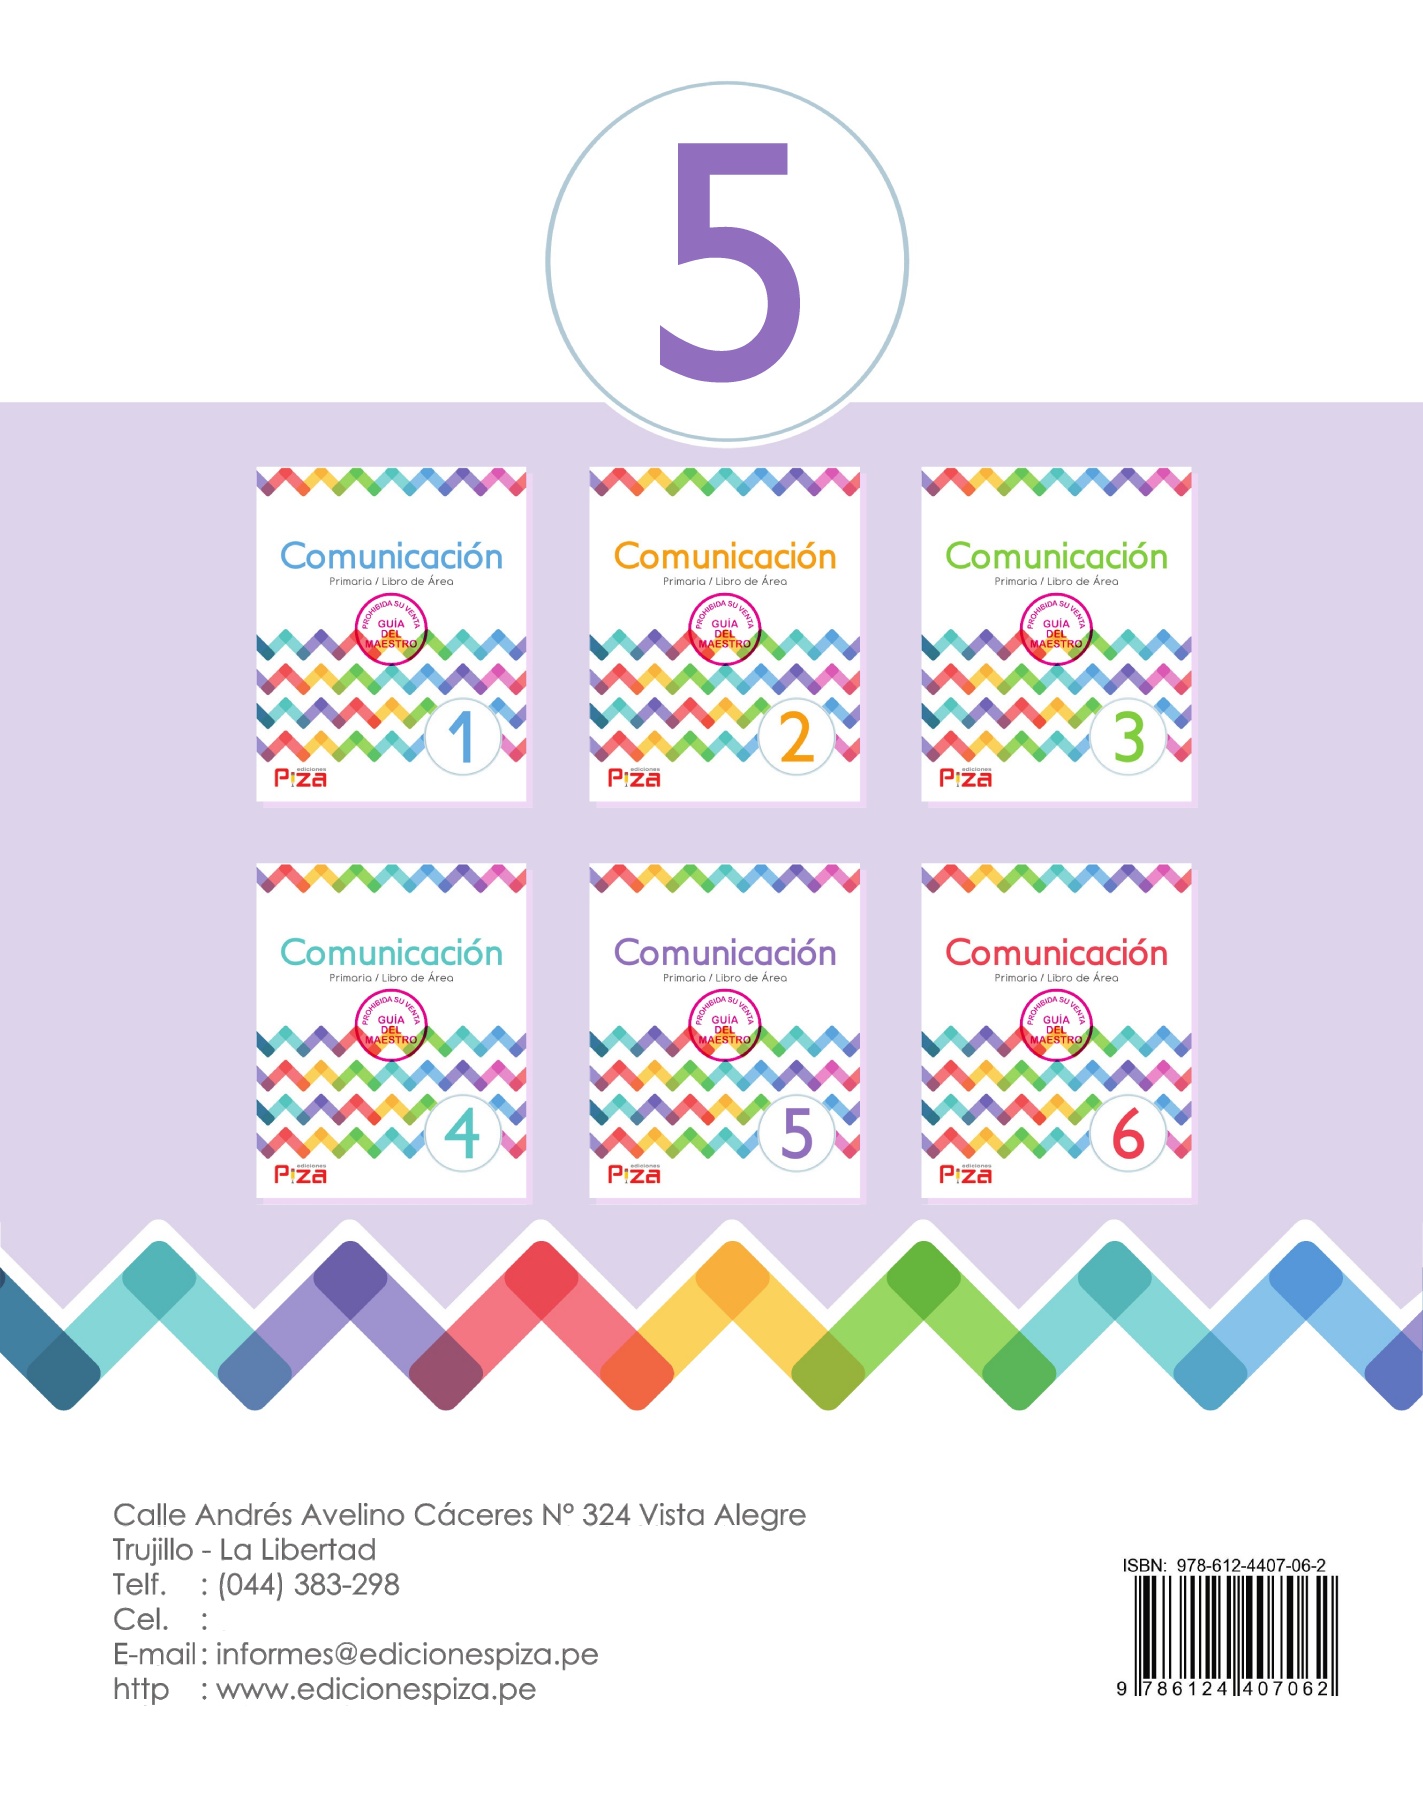 5
Comunicación
Primaria / Libro de Área
PROHIBIDA SU VENTA
GUÍA
DEL
MAESTRO
1
ediciones
Piza
Comunicación
Primaria / Libro de Área
PROHIBIDA SU VENTA
GUÍA
DEL
MAESTRO
2
ediciones
Piza
Comunicación
Primaria / Libro de Área
PROHIBIDA SU VENTA
GUÍA
DEL
MAESTRO
3
ediciones
Piza
Comunicación
Primaria / Libro de Área
PROHIBIDA SU VENTA
GUÍA
DEL
MAESTRO
4
ediciones
Piza
Comunicación
Primaria / Libro de Área
PROHIBIDA SU VENTA
GUÍA
DEL
MAESTRO
5
ediciones
Piza
Comunicación
Primaria / Libro de Área
PROHIBIDA SU VENTA
GUÍA
DEL
MAESTRO
6
ediciones
Piza
Calle Andrés Avelino Cáceres N° 324 Vista Alegre
Trujillo - La Libertad
Telf. : (044) 383-298
Cel. :
E-mail : informes@edicionespiza.pe
http : www.edicionespiza.pe
ISBN: 978-612-4407-06-2
9 786124 407062